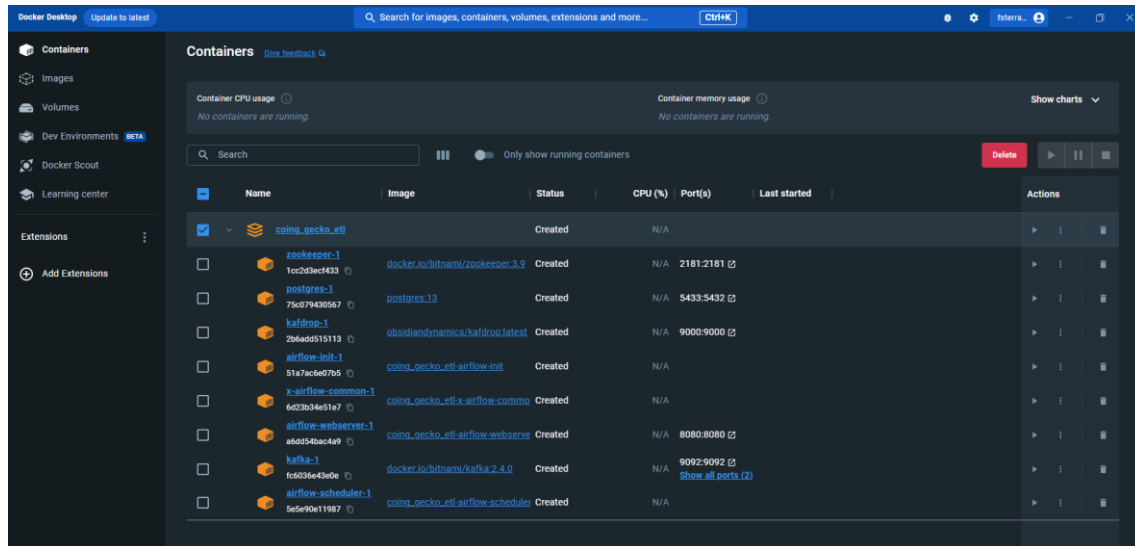 Docker Desktop Update to latest Search for images, containers, volumes, extensions and more... Ctrl+K fsterra...
Containers
Images
Volumes
Dev Environments BETA
Docker Scout
Learning center
Extensions
Add Extensions
Containers Give feedback
Container CPU usage
No containers are running.
Container memory usage
No containers are running.
Show charts
Search Only show running containers Delete
Name Image Status CPU (%) Port(s) Last started Actions
coing_gecko_etl Created N/A
zookeeper-1
1cc2d3ecf433 docker.io/bitnami/zookeeper:3.9 Created N/A 2181:2181
postgres-1
75c079430567 postgres:13 Created N/A 5433:5432
kafdrop-1
2b6add515113 obsidiandynamics/kafdrop:latest Created N/A 9000:9000
airflow-init-1
51a7ac6e07b5 coing_gecko_etl-airflow-init Created N/A
x-airflow-common-1
6d23b34e51e7 coing_gecko_etl-x-airflow-commo Created N/A
airflow-webserver-1
a6dd54bac4a9 coing_gecko_etl-airflow-webserve Created N/A 8080:8080
kafka-1
fc6036e43e0e docker.io/bitnami/kafka:2.4.0 Created N/A 9092:9092
Show all ports (2)
airflow-scheduler-1
5e5e90e11987 coing_gecko_etl-airflow-scheduler Created N/A